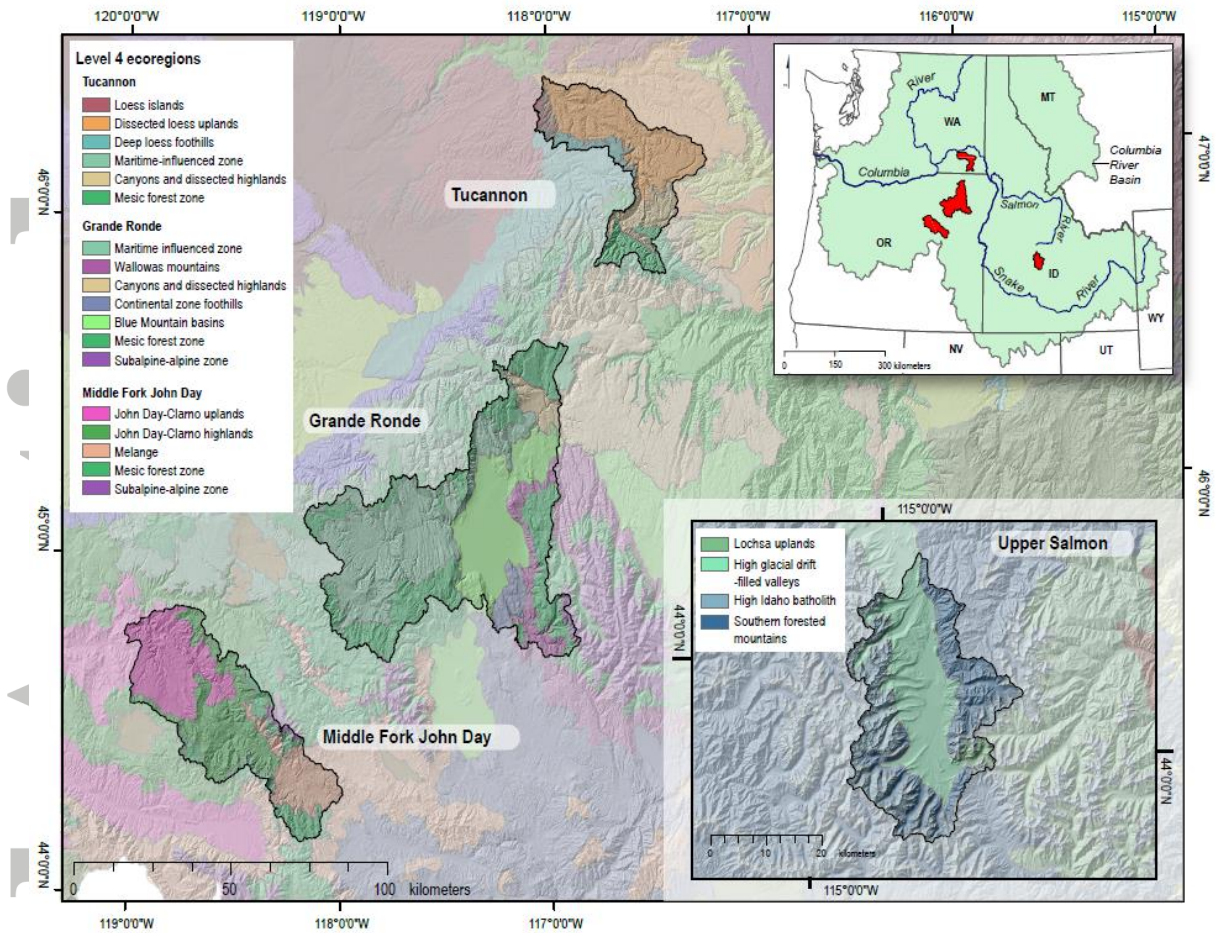 120°0'0"W 119°0'0"W 118°0'0"W 117°0'0"W 116°0'0"W 115°0'0"W
Level 4 ecoregions
Tucannon
Loess islands
Dissected loess uplands
Deep loess foothills
Maritime-influenced zone
Canyons and dissected highlands
Mesic forest zone
Grande Ronde
Maritime influenced zone
Wallowas mountains
Canyons and dissected highlands
Continental zone foothills
Blue Mountain basins
Mesic forest zone
Subalpine-alpine zone
Middle Fork John Day
John Day-Clarno uplands
John Day-Clarno highlands
Melange
Mesic forest zone
Subalpine-alpine zone
Tucannon
Grande Ronde
Middle Fork John Day
River
WA
MT
Columbia
River
Basin
Columbia
Salmon
River
OR
ID
Snake
River
WY
NV
UT
0 150 300 kilometers
47°0'0"N
46°0'0"N
46°0'0"N
45°0'0"N
44°0'0"N
115°0'0"W
Upper Salmon
Lochsa uplands
High glacial drift
-filled valleys
High Idaho batholith
Southern forested
mountains
44°0'0"N
44°0'0"N
0 10 20 kilometers
115°0'0"W
0 50 100 kilometers
119°0'0"W 118°0'0"W 117°0'0"W